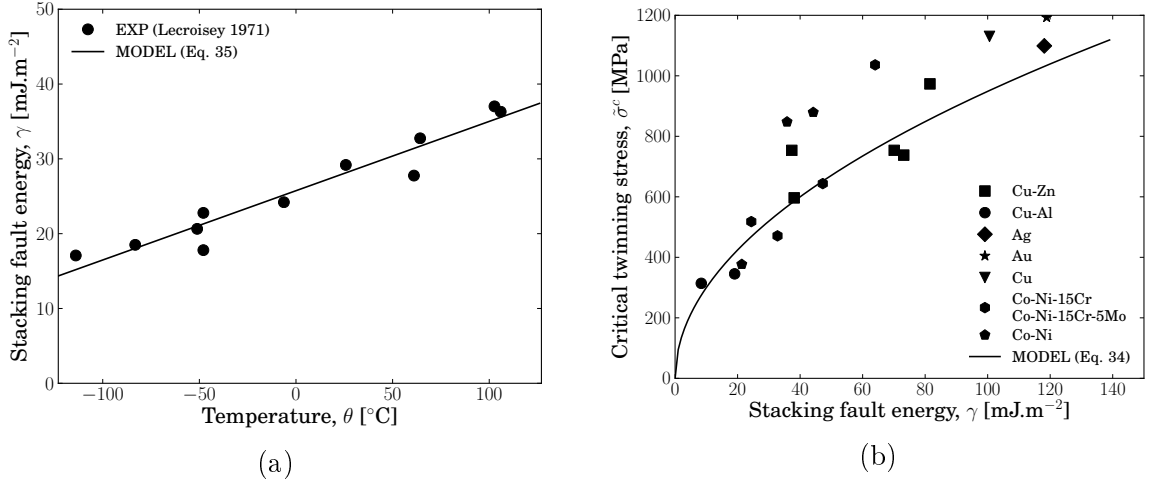 50
40
30
20
10
0
Stacking fault energy, γ [mJ.m⁻²]
EXP (Lecroisey 1971)
MODEL (Eq. 35)
−100
−50
0
50
100
Temperature, θ [°C]
(a)
1200
1000
800
600
400
200
0
Critical twinning stress, σ̃ᶜ [MPa]
Cu-Zn
Cu-Al
Ag
Au
Cu
Co-Ni-15Cr
Co-Ni-15Cr-5Mo
Co-Ni
MODEL (Eq. 34)
0
20
40
60
80
100
120
140
Stacking fault energy, γ [mJ.m⁻²]
(b)